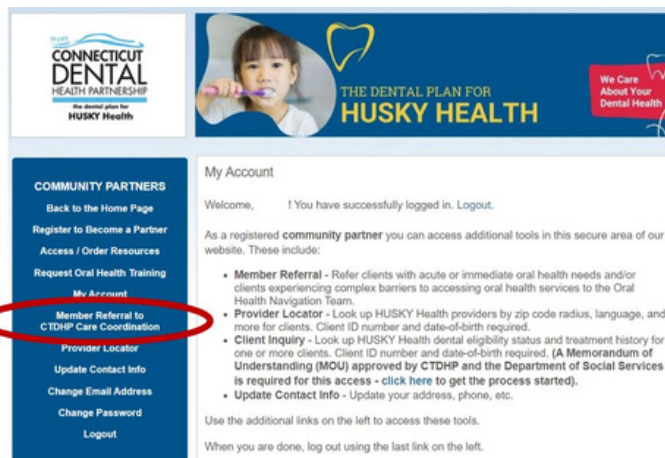 CONNECTICUT
DENTAL
HEALTH PARTNERSHIP
the dental plan for
HUSKY Health
THE DENTAL PLAN FOR
HUSKY HEALTH
We Care
About Your
Dental Health
COMMUNITY PARTNERS
Back to the Home Page
Register to Become a Partner
Access / Order Resources
Request Oral Health Training
My Account
Member Referral to
CTDHP Care Coordination
Provider Locator
Update Contact Info
Change Email Address
Change Password
Logout
My Account
Welcome, ! You have successfully logged in. Logout.
As a registered community partner you can access additional tools in this secure area of our
website. These include:
• Member Referral - Refer clients with acute or immediate oral health needs and/or
clients experiencing complex barriers to accessing oral health services to the Oral
Health Navigation Team.
• Provider Locator - Look up HUSKY Health providers by zip code radius, language, and
more for clients. Client ID number and date-of-birth required.
• Client Inquiry - Look up HUSKY Health dental eligibility status and treatment history for
one or more clients. Client ID number and date-of-birth required. (A Memorandum of
Understanding (MOU) approved by CTDHP and the Department of Social Services
is required for this access - click here to get the process started).
• Update Contact Info - Update your address, phone, etc.
Use the additional links on the left to access these tools.
When you are done, log out using the last link on the left.